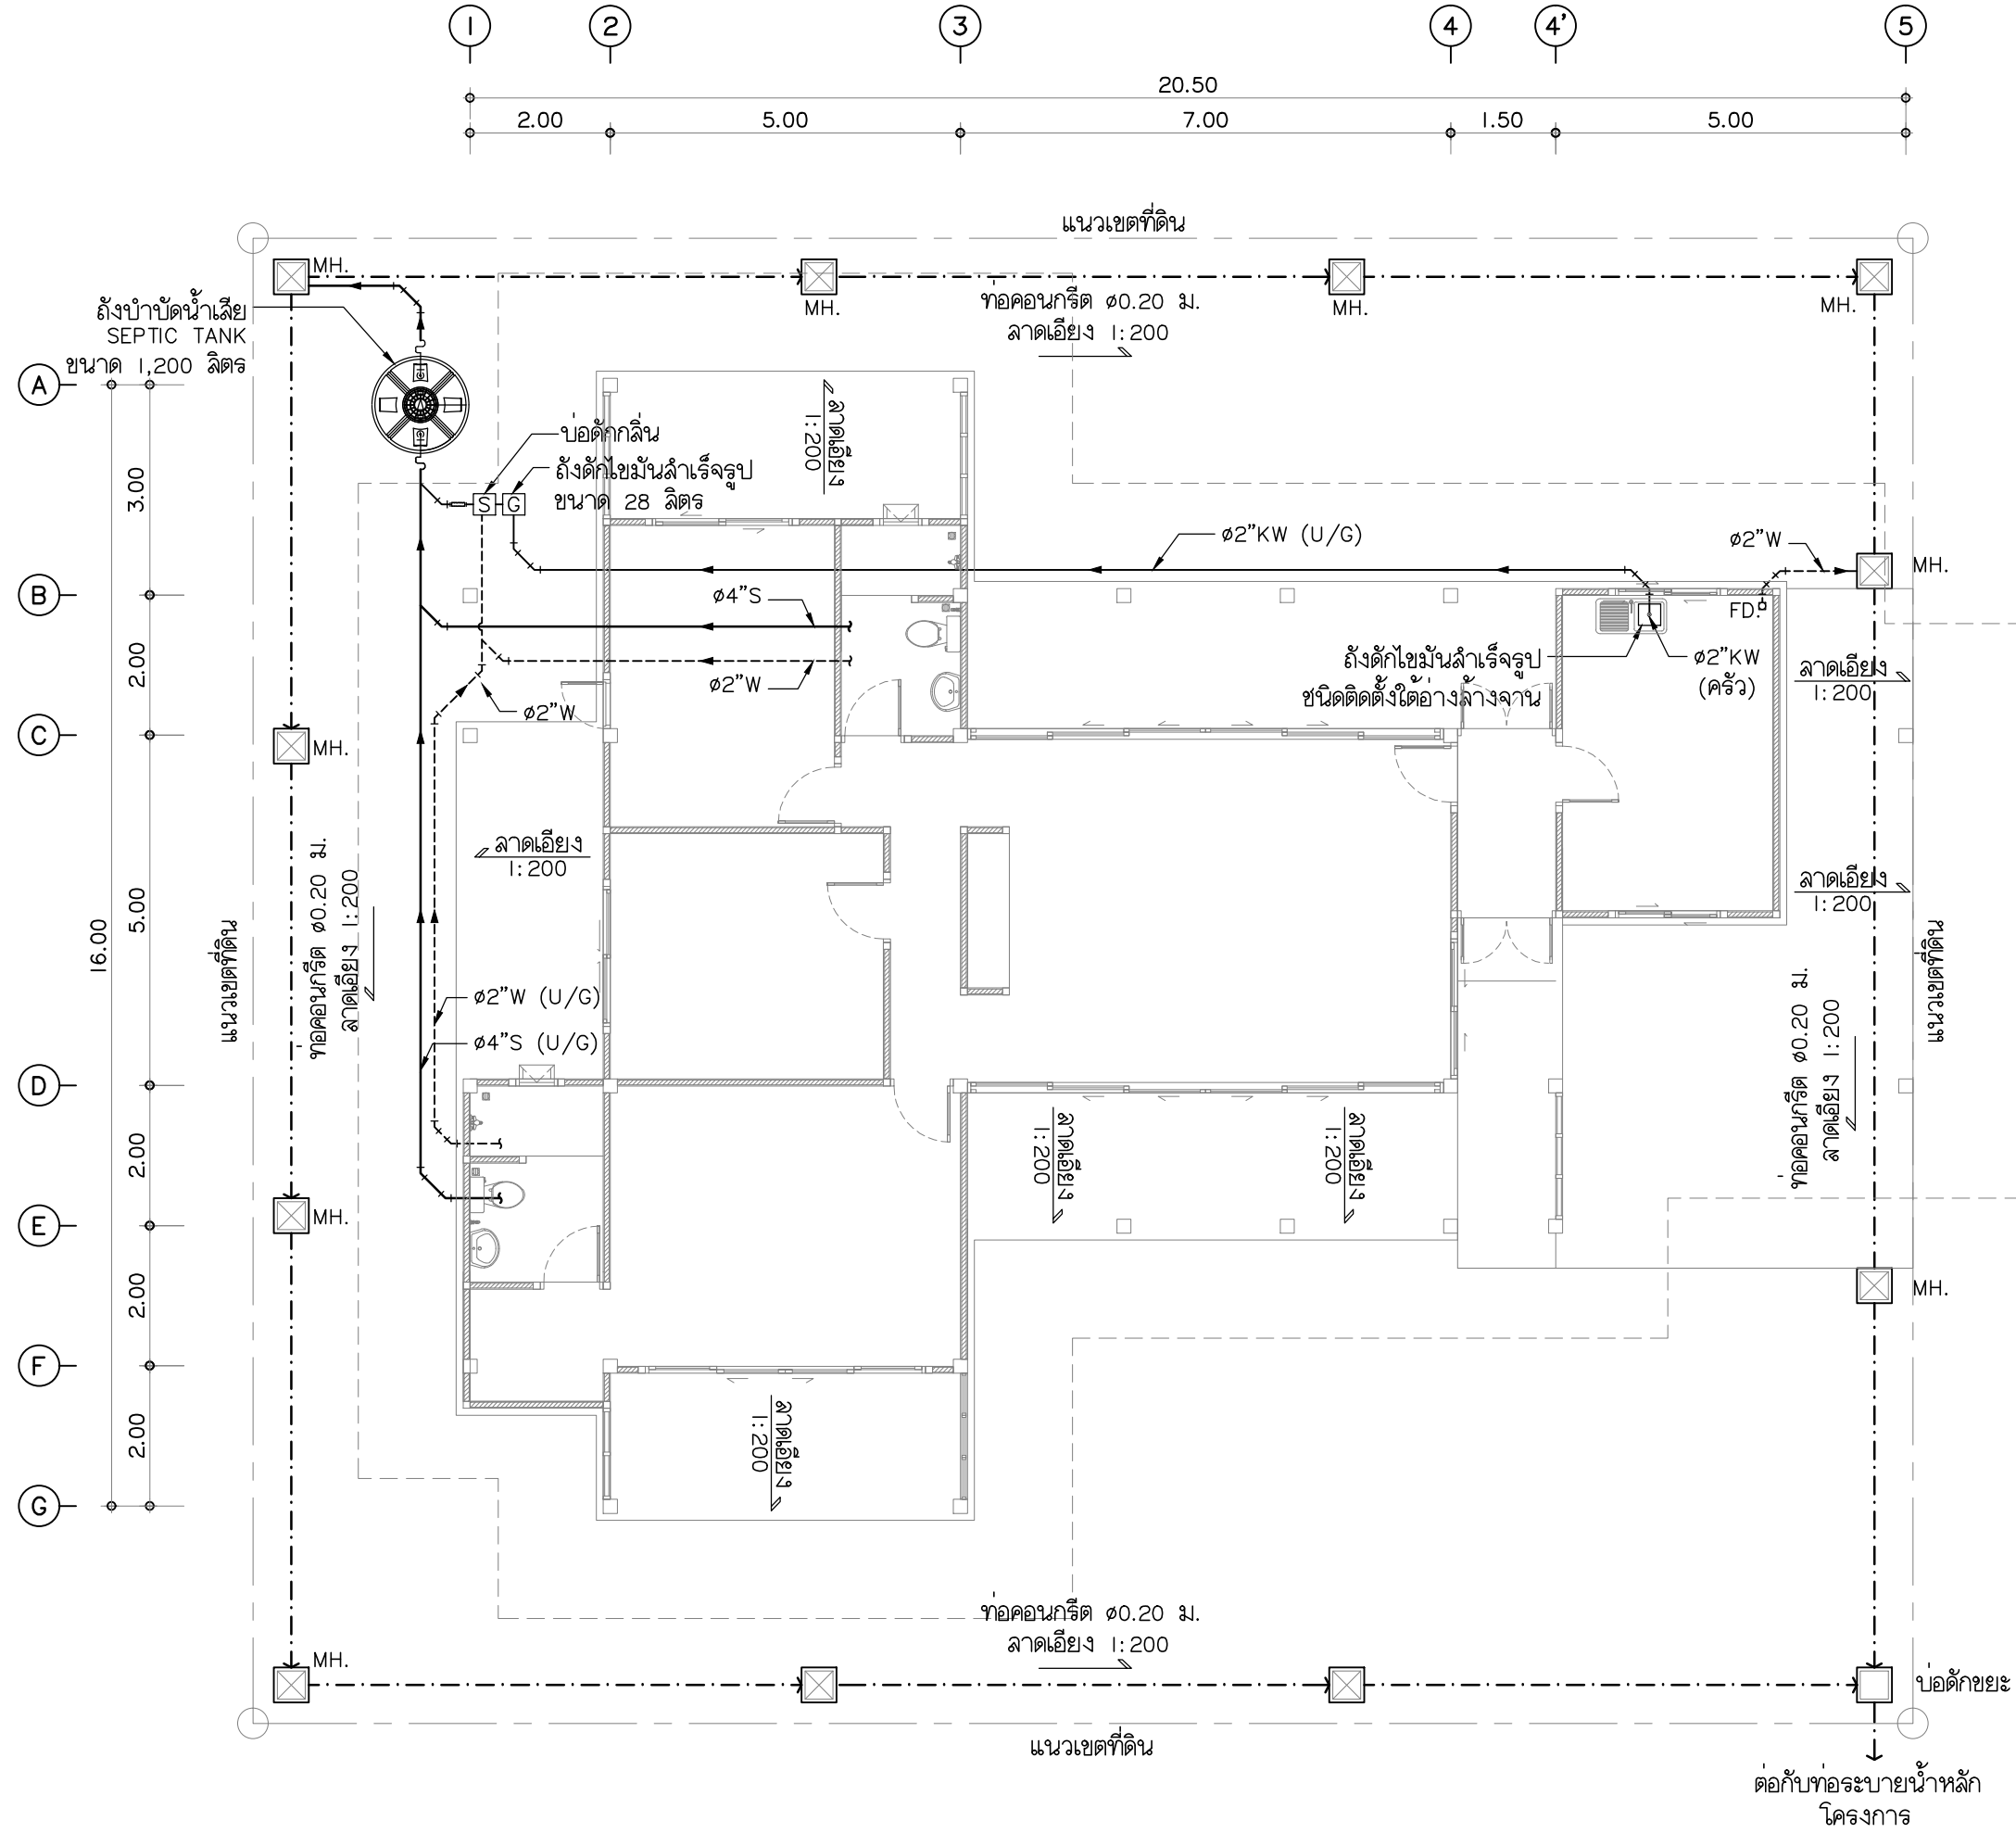 1
2
3
4
4'
5
20.50
2.00
5.00
7.00
1.50
5.00
แนวเขตที่ดิน
MH.
MH.
MH.
MH.
ท่อคอนกรีต ø0.20 ม.
ลาดเอียง 1:200
ถังบำบัดน้ำเสีย
SEPTIC TANK
ขนาด 1,200 ลิตร
A
ลาดเอียง
1:200
บ่อดักกลิ่น
ถังดักไขมันสำเร็จรูป
ขนาด 28 ลิตร
S
G
3.00
ø2"KW (U/G)
ø2"W
MH.
B
ø4"S
FD.
2.00
ø2"W
ø2"W
ถังดักไขมันสำเร็จรูป
ชนิดติดตั้งใต้อ่างล้างจาน
ø2"KW
(ครัว)
ลาดเอียง
1:200
C
MH.
ลาดเอียง
1:200
ลาดเอียง
1:200
5.00
16.00
แนวเขตที่ดิน
ท่อคอนกรีต ø0.20 ม.
ลาดเอียง 1:200
ø2"W (U/G)
ø4"S (U/G)
แนวเขตที่ดิน
ท่อคอนกรีต ø0.20 ม.
ลาดเอียง 1:200
D
2.00
ลาดเอียง
1:200
ลาดเอียง
1:200
E
MH.
MH.
2.00
F
2.00
ลาดเอียง
1:200
G
ท่อคอนกรีต ø0.20 ม.
ลาดเอียง 1:200
MH.
บ่อดักขยะ
แนวเขตที่ดิน
ต่อกับท่อระบายน้ำหลัก
โครงการ